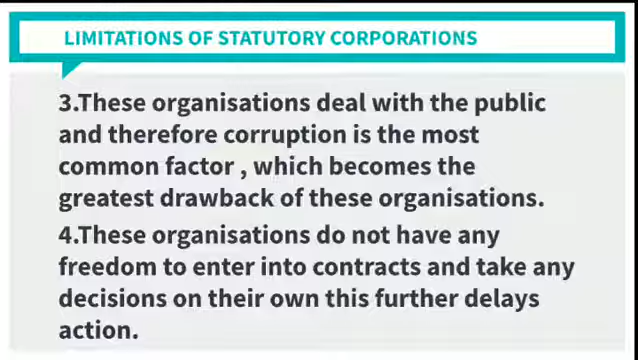 LIMITATIONS OF STATUTORY CORPORATIONS
3.These organisations deal with the public
and therefore corruption is the most
common factor , which becomes the
greatest drawback of these organisations.
4.These organisations do not have any
freedom to enter into contracts and take any
decisions on their own this further delays
action.